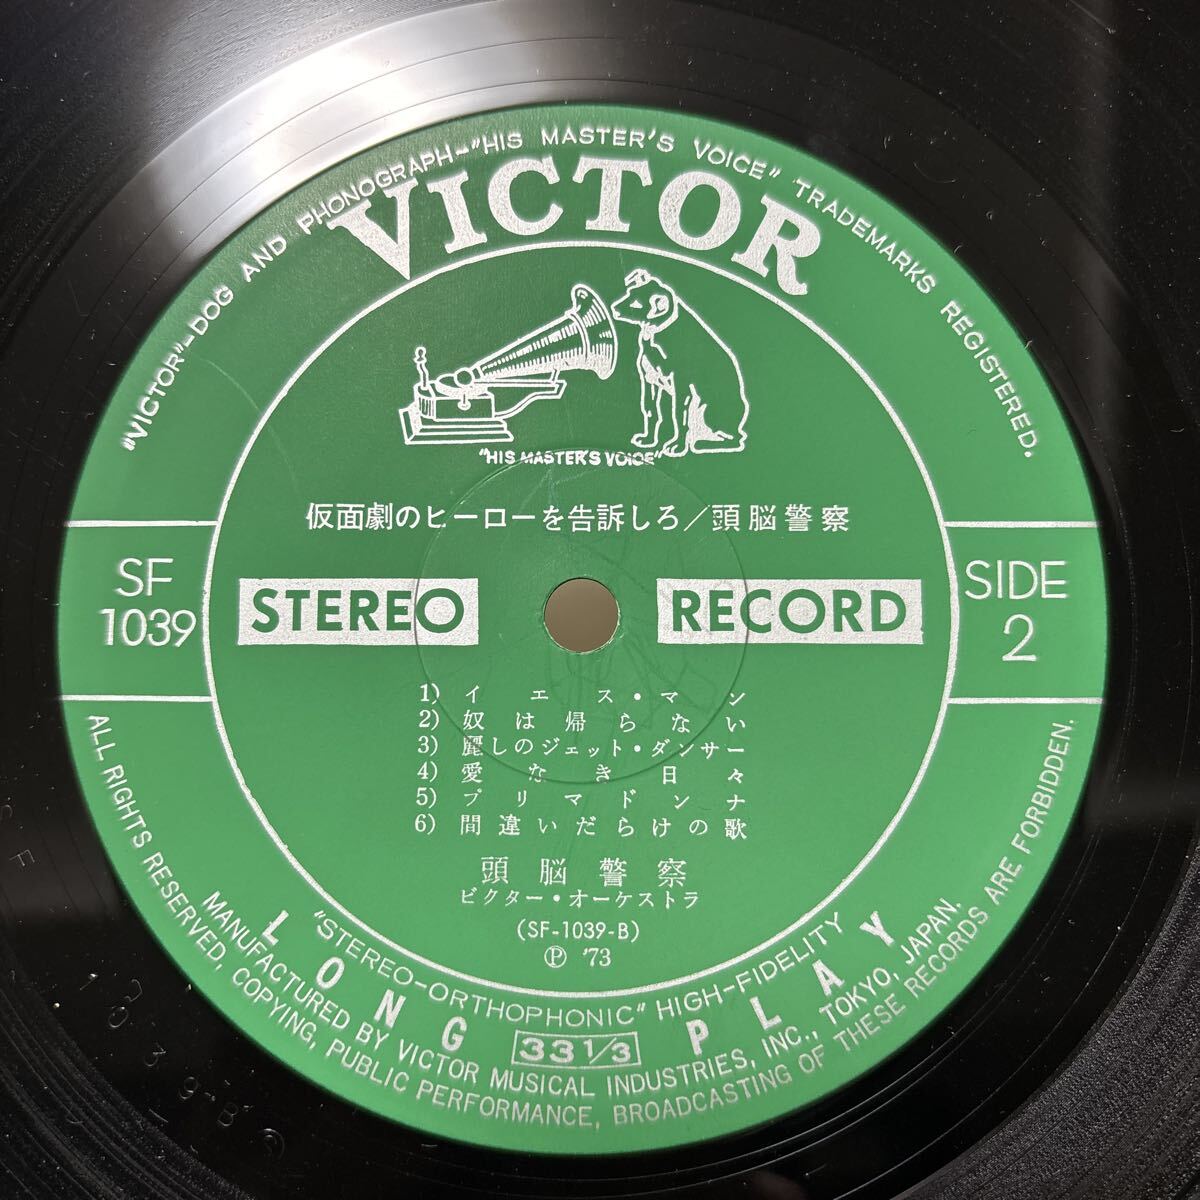 "VICTOR"–DOG AND PHONOGRAPH–"HIS MASTER'S VOICE" TRADEMARKS REGISTERED.
VICTOR
"HIS MASTER'S VOICE"
仮面劇のヒーローを告訴しろ／頭脳警察
SF
1039
STEREO RECORD
SIDE
2
1) イエス・マン
2) 奴は帰らない
3) 麗しのジェット・ダンサー
4) 愛なき日々
5) プリマドンナ
6) 間違いだらけの歌
頭脳警察
ビクター・オーケストラ
(SF-1039-B)
Ⓟ '73
"STEREO-ORTHOPHONIC" HIGH-FIDELITY
LONG 33 1/3 PLAY
MANUFACTURED BY VICTOR MUSICAL INDUSTRIES, INC., TOKYO, JAPAN.
ALL RIGHTS RESERVED, COPYING, PUBLIC PERFORMANCE, BROADCASTING OF THESE RECORDS ARE FORBIDDEN.